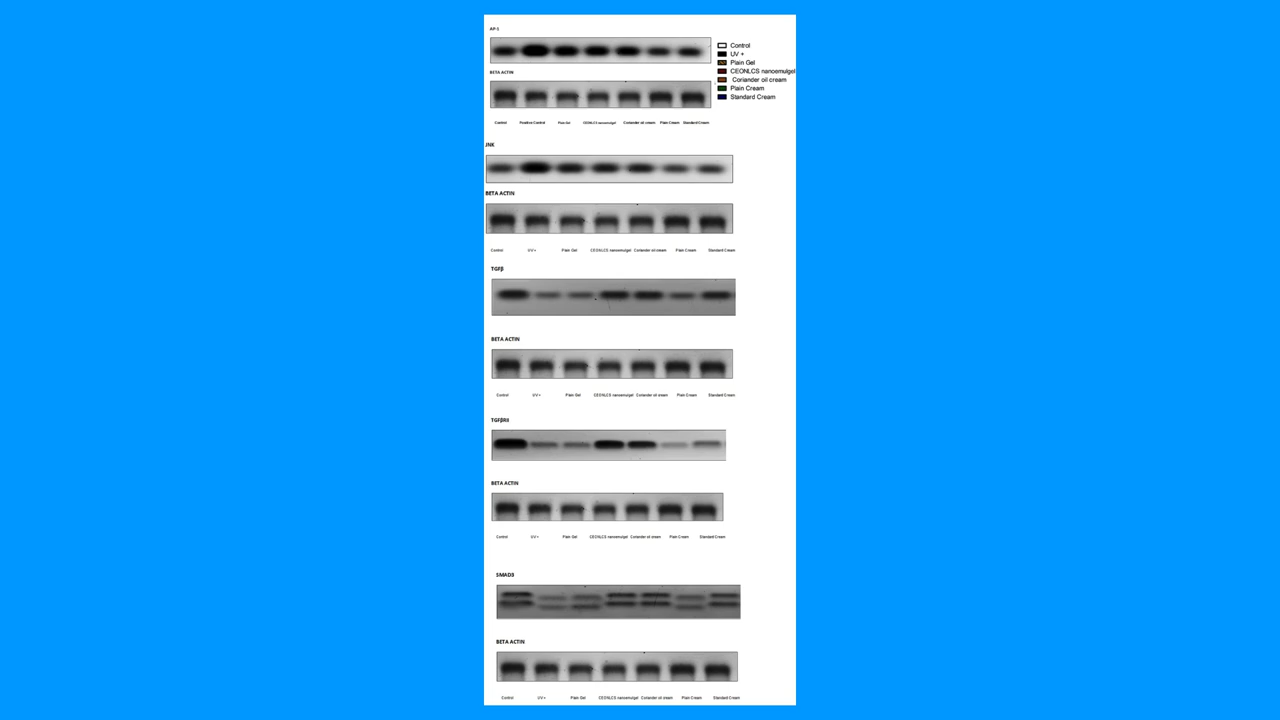 AP-1
Control
UV +
Plain Gel
CEONLCS nanoemulgel
Coriander oil cream
Plain Cream
Standard Cream
BETA ACTIN
Control Positive Control Plain Gel CEONLCS nanoemulgel Coriander oil cream Plain Cream Standard Cream
JNK
BETA ACTIN
Control UV+ Plain Gel CEONLCS nanoemulgel Coriander oil cream Plain Cream Standard Cream
TGFβ
BETA ACTIN
Control UV+ Plain Gel CEONLCS nanoemulgel Coriander oil cream Plain Cream Standard Cream
TGFβRII
BETA ACTIN
Control UV+ Plain Gel CEONLCS nanoemulgel Coriander oil cream Plain Cream Standard Cream
SMAD3
BETA ACTIN
Control UV+ Plain Gel CEONLCS nanoemulgel Coriander oil cream Plain Cream Standard Cream